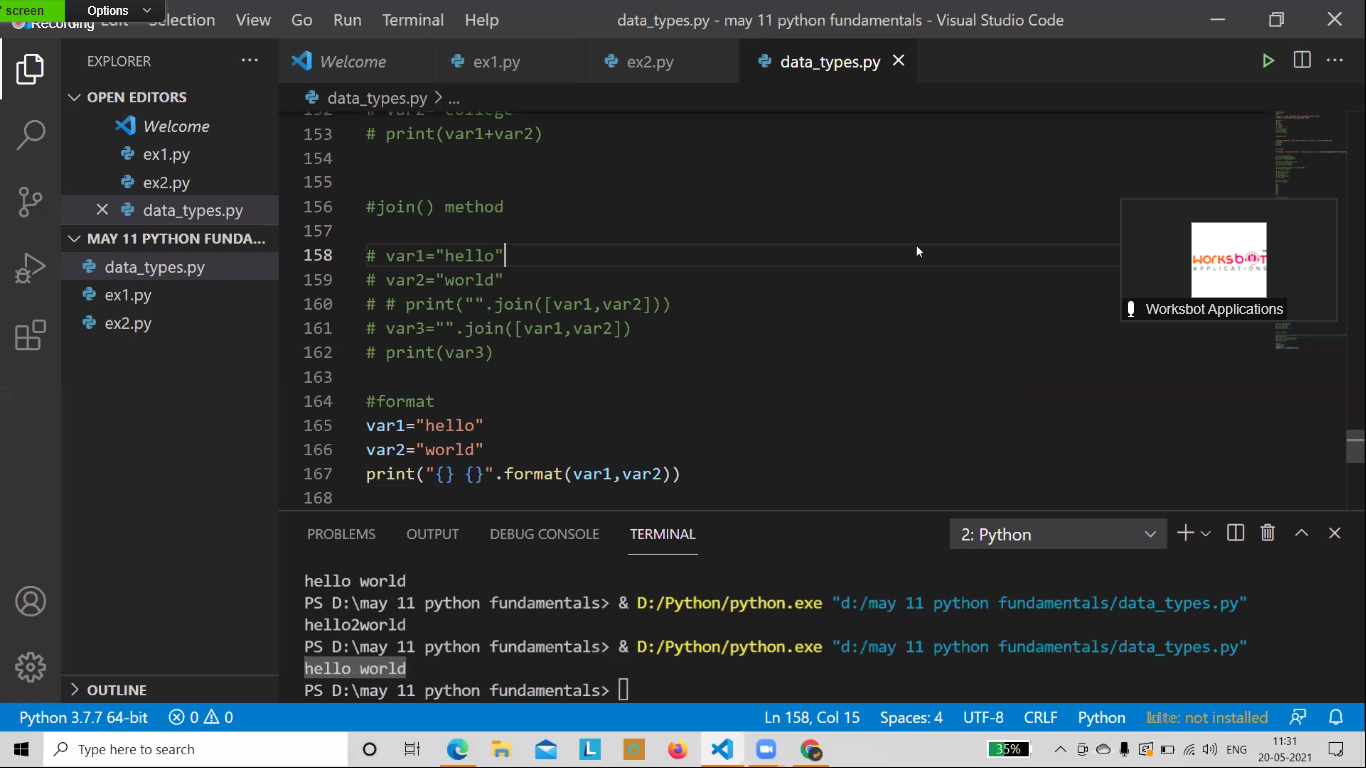 screen Options
Recording Edit Selection View Go Run Terminal Help data_types.py - may 11 python fundamentals - Visual Studio Code
EXPLORER
OPEN EDITORS
Welcome
ex1.py
ex2.py
data_types.py
MAY 11 PYTHON FUNDA...
data_types.py
ex1.py
ex2.py
OUTLINE
Welcome ex1.py ex2.py data_types.py
data_types.py > ...
152 # var2="college"
153 # print(var1+var2)
154
155
156 #join() method
157
158 # var1="hello"
159 # var2="world"
160 # # print("".join([var1,var2]))
161 # var3="".join([var1,var2])
162 # print(var3)
163
164 #format
165 var1="hello"
166 var2="world"
167 print("{} {}".format(var1,var2))
168
worksbot
APPLICATIONS
Worksbot Applications
PROBLEMS OUTPUT DEBUG CONSOLE TERMINAL 2: Python
hello world
PS D:\may 11 python fundamentals> & D:/Python/python.exe "d:/may 11 python fundamentals/data_types.py"
hello2world
PS D:\may 11 python fundamentals> & D:/Python/python.exe "d:/may 11 python fundamentals/data_types.py"
hello world
PS D:\may 11 python fundamentals>
Python 3.7.7 64-bit 0 0 Ln 158, Col 15 Spaces: 4 UTF-8 CRLF Python kite: not installed
Type here to search 35% ENG 11:31
20-05-2021